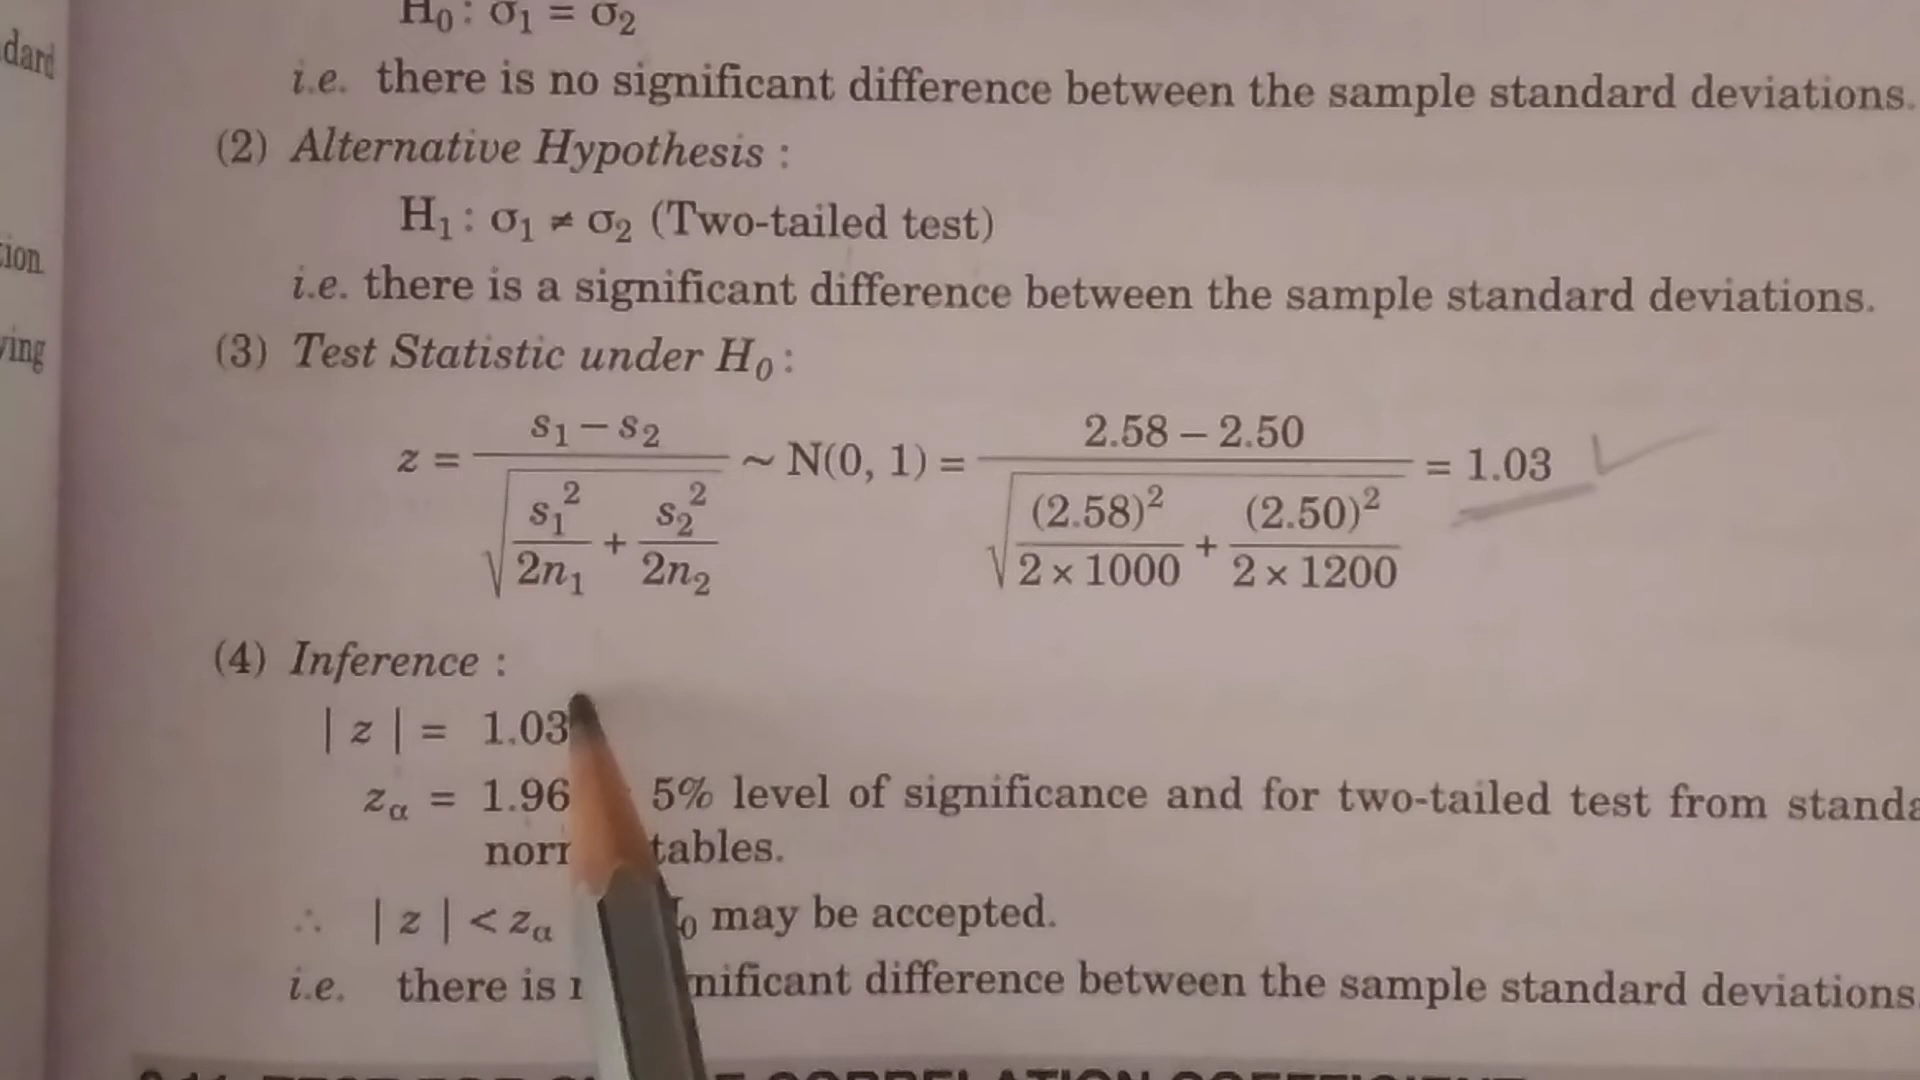 dard
tion
ying
H₀ : σ₁ = σ₂
i.e. there is no significant difference between the sample standard deviations.
(2) Alternative Hypothesis :
H₁ : σ₁ ≠ σ₂ (Two-tailed test)
i.e. there is a significant difference between the sample standard deviations.
(3) Test Statistic under H₀ :
z = (s₁ – s₂) / √(s₁²/2n₁ + s₂²/2n₂) ~ N(0, 1) = (2.58 – 2.50) / √((2.58)²/(2 × 1000) + (2.50)²/(2 × 1200)) = 1.03
(4) Inference :
| z | = 1.03
zα = 1.96 5% level of significance and for two-tailed test from standa
nor tables.
∴ | z | < zα ₀ may be accepted.
i.e. there is nificant difference between the sample standard deviations